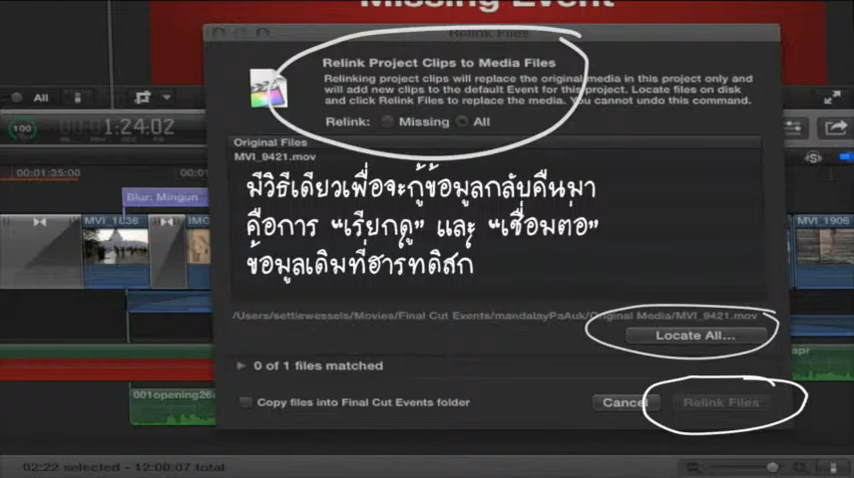 Missing Event
Relink Files
Relink Project Clips to Media Files
Relinking project clips will replace the original media in this project only and
will add new clips to the default Event for this project. Locate files on disk
and click Relink Files to replace the media. You cannot undo this command.
Relink: Missing All
All
100
1:24:02
Original Files
MVI_9421.mov
00:01:35:00
00:0
มีวิธีเดียวเพื่อจะกู้ข้อมูลกลับคืนมา
คือการ “เรียกดู” และ “เชื่อมต่อ”
ข้อมูลเดิมที่ฮาร์ทดิสก์
Blur: Mingun
MVI_1836
IMG
MVI_1906
/Users/settiewessels/Movies/Final Cut Events/mandalayPaAuk/Original Media/MVI_9421.mov
Locate All...
apr
0 of 1 files matched
001opening26a
Copy files into Final Cut Events folder
Cancel
Relink Files
02:22 selected - 12:00:07 total